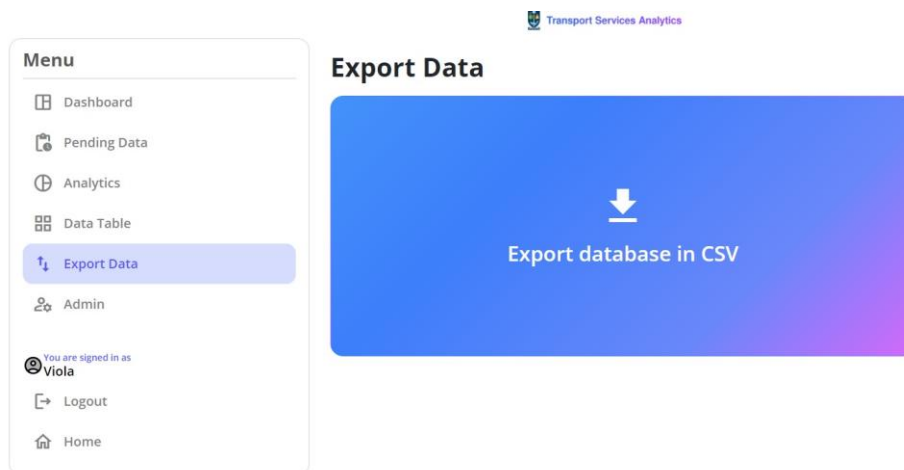 Transport Services Analytics
Menu
Dashboard
Pending Data
Analytics
Data Table
Export Data
Admin
You are signed in as
Viola
Logout
Home
Export Data
Export database in CSV